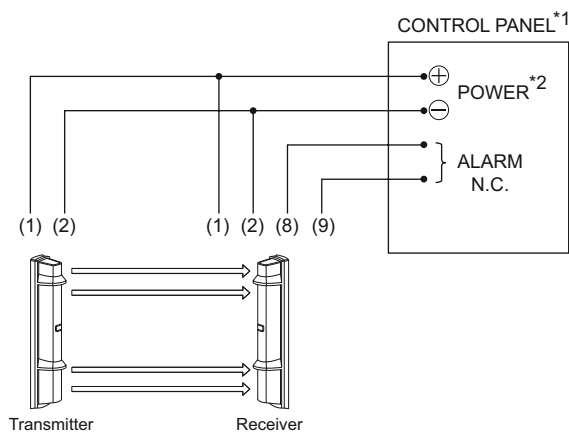 CONTROL PANEL*1
⊕
POWER*2
⊖
ALARM
N.C.
(1) (2) (1) (2) (8) (9)
Transmitter Receiver